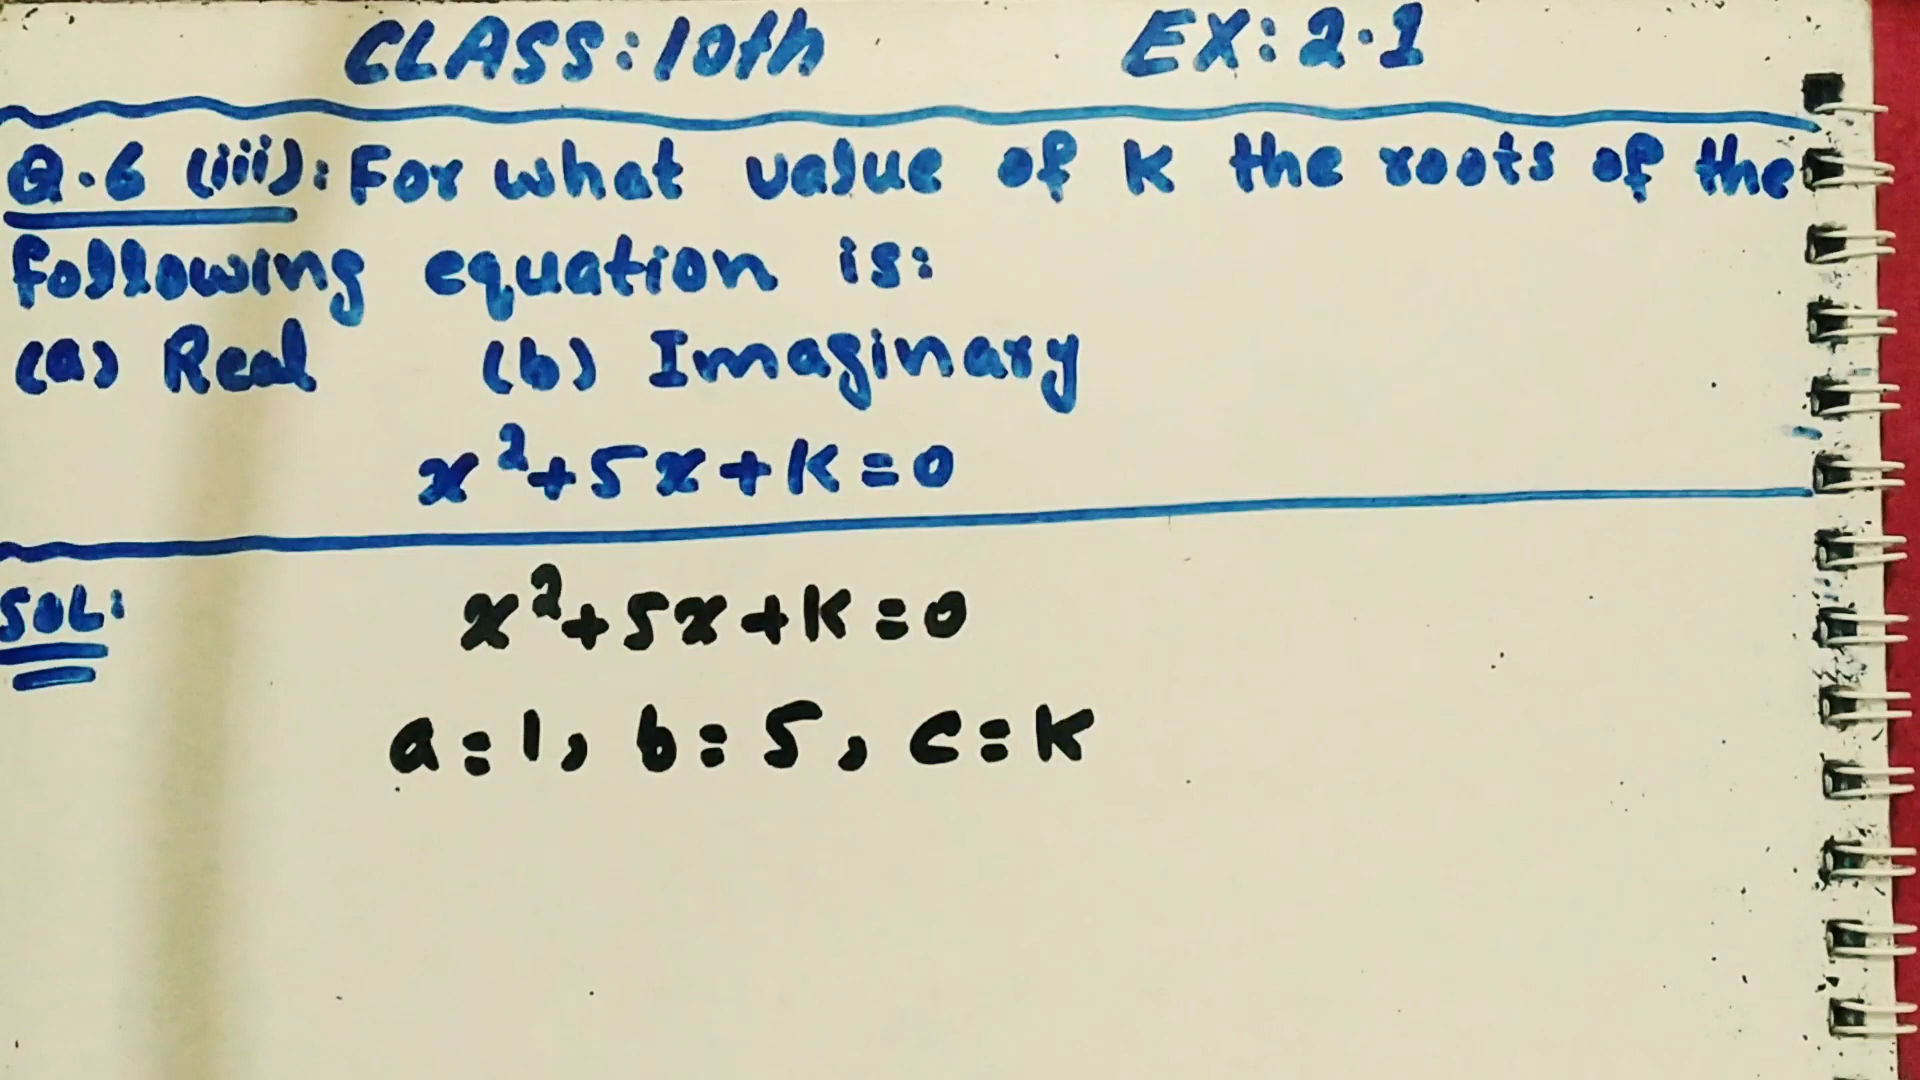 CLASS: 10th EX: 2.1
Q.6 (iii): For what value of K the roots of the
following equation is:
(a) Real (b) Imaginary
x²+5x+K=0
SOL: x²+5x+K=0
a=1, b=5, c=K